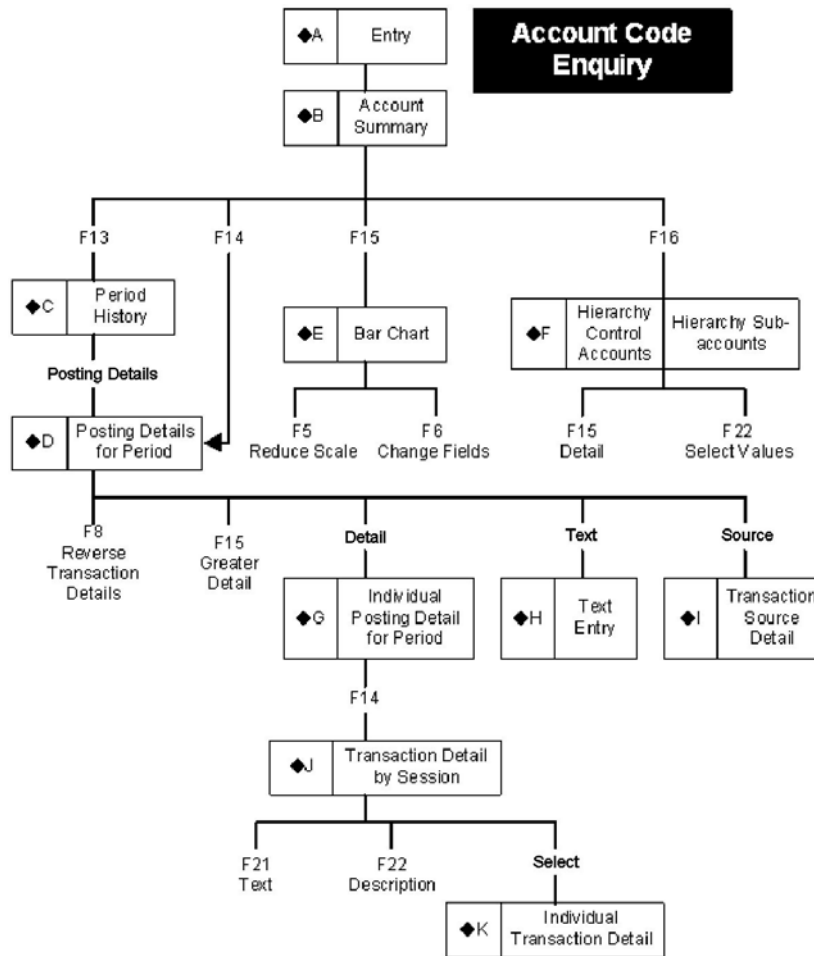 ◆A Entry
Account Code
Enquiry
◆B Account
Summary
F13 F14 F15 F16
◆C Period
History
◆E Bar Chart
◆F Hierarchy
Control
Accounts
Hierarchy Sub-
accounts
Posting Details
◆D Posting Details
for Period
F5
Reduce Scale
F6
Change Fields
F15
Detail
F22
Select Values
F8
Reverse
Transaction
Details
F15
Greater
Detail
Detail
Text
Source
◆G Individual
Posting Detail
for Period
◆H Text
Entry
◆I Transaction
Source
Detail
F14
◆J Transaction Detail
by Session
F21
Text
F22
Description
Select
◆K Individual
Transaction Detail